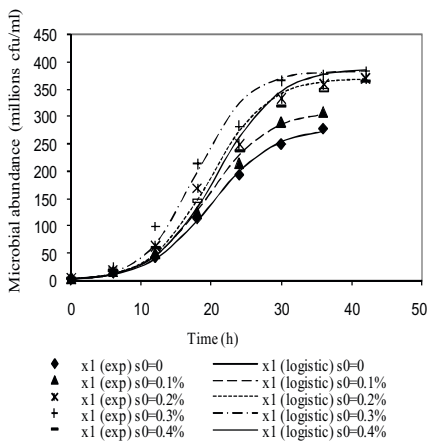 Microbial abundance (millions cfu/ml)
450
400
350
300
250
200
150
100
50
0
0 10 20 30 40 50
Time (h)
x1 (exp) s0=0 x1 (logistic) s0=0
x1 (exp) s0=0.1% x1 (logistic) s0=0.1%
x1 (exp) s0=0.2% x1 (logistic) s0=0.2%
x1 (exp) s0=0.3% x1 (logistic) s0=0.3%
x1 (exp) s0=0.4% x1 (logistic) s0=0.4%